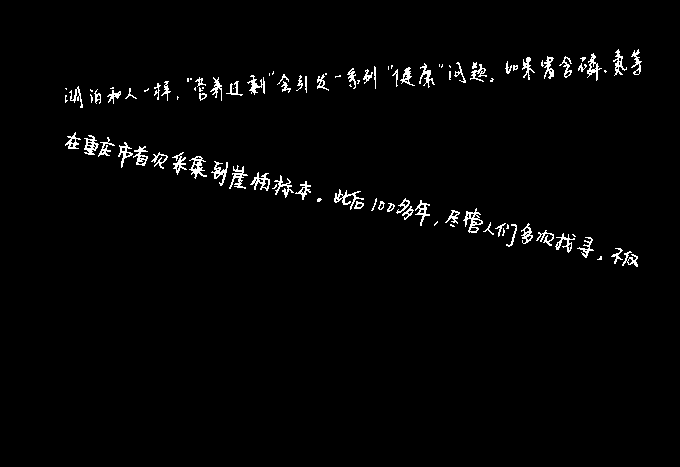 湖泊和人一样，“营养过剩”会引发一系列“健康”问题。如果富含磷、氮等
在重庆市首次采集到崖柏标本。此后100多年，尽管人们多次找寻，不仅